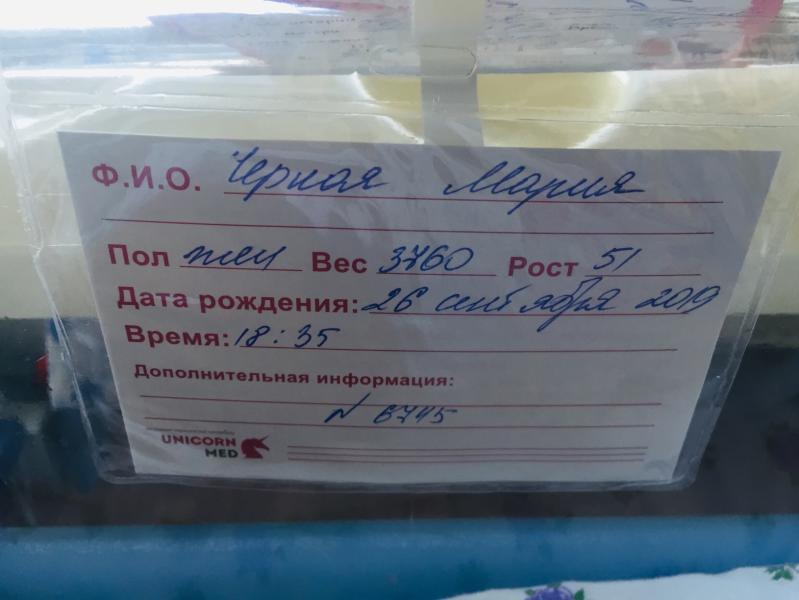 Ф.И.О. Черная Мария
Пол жен Вес 3760 Рост 51
Дата рождения: 26 сентября 2019
Время: 18:35
Дополнительная информация:
N 6745
UNICORN
MED